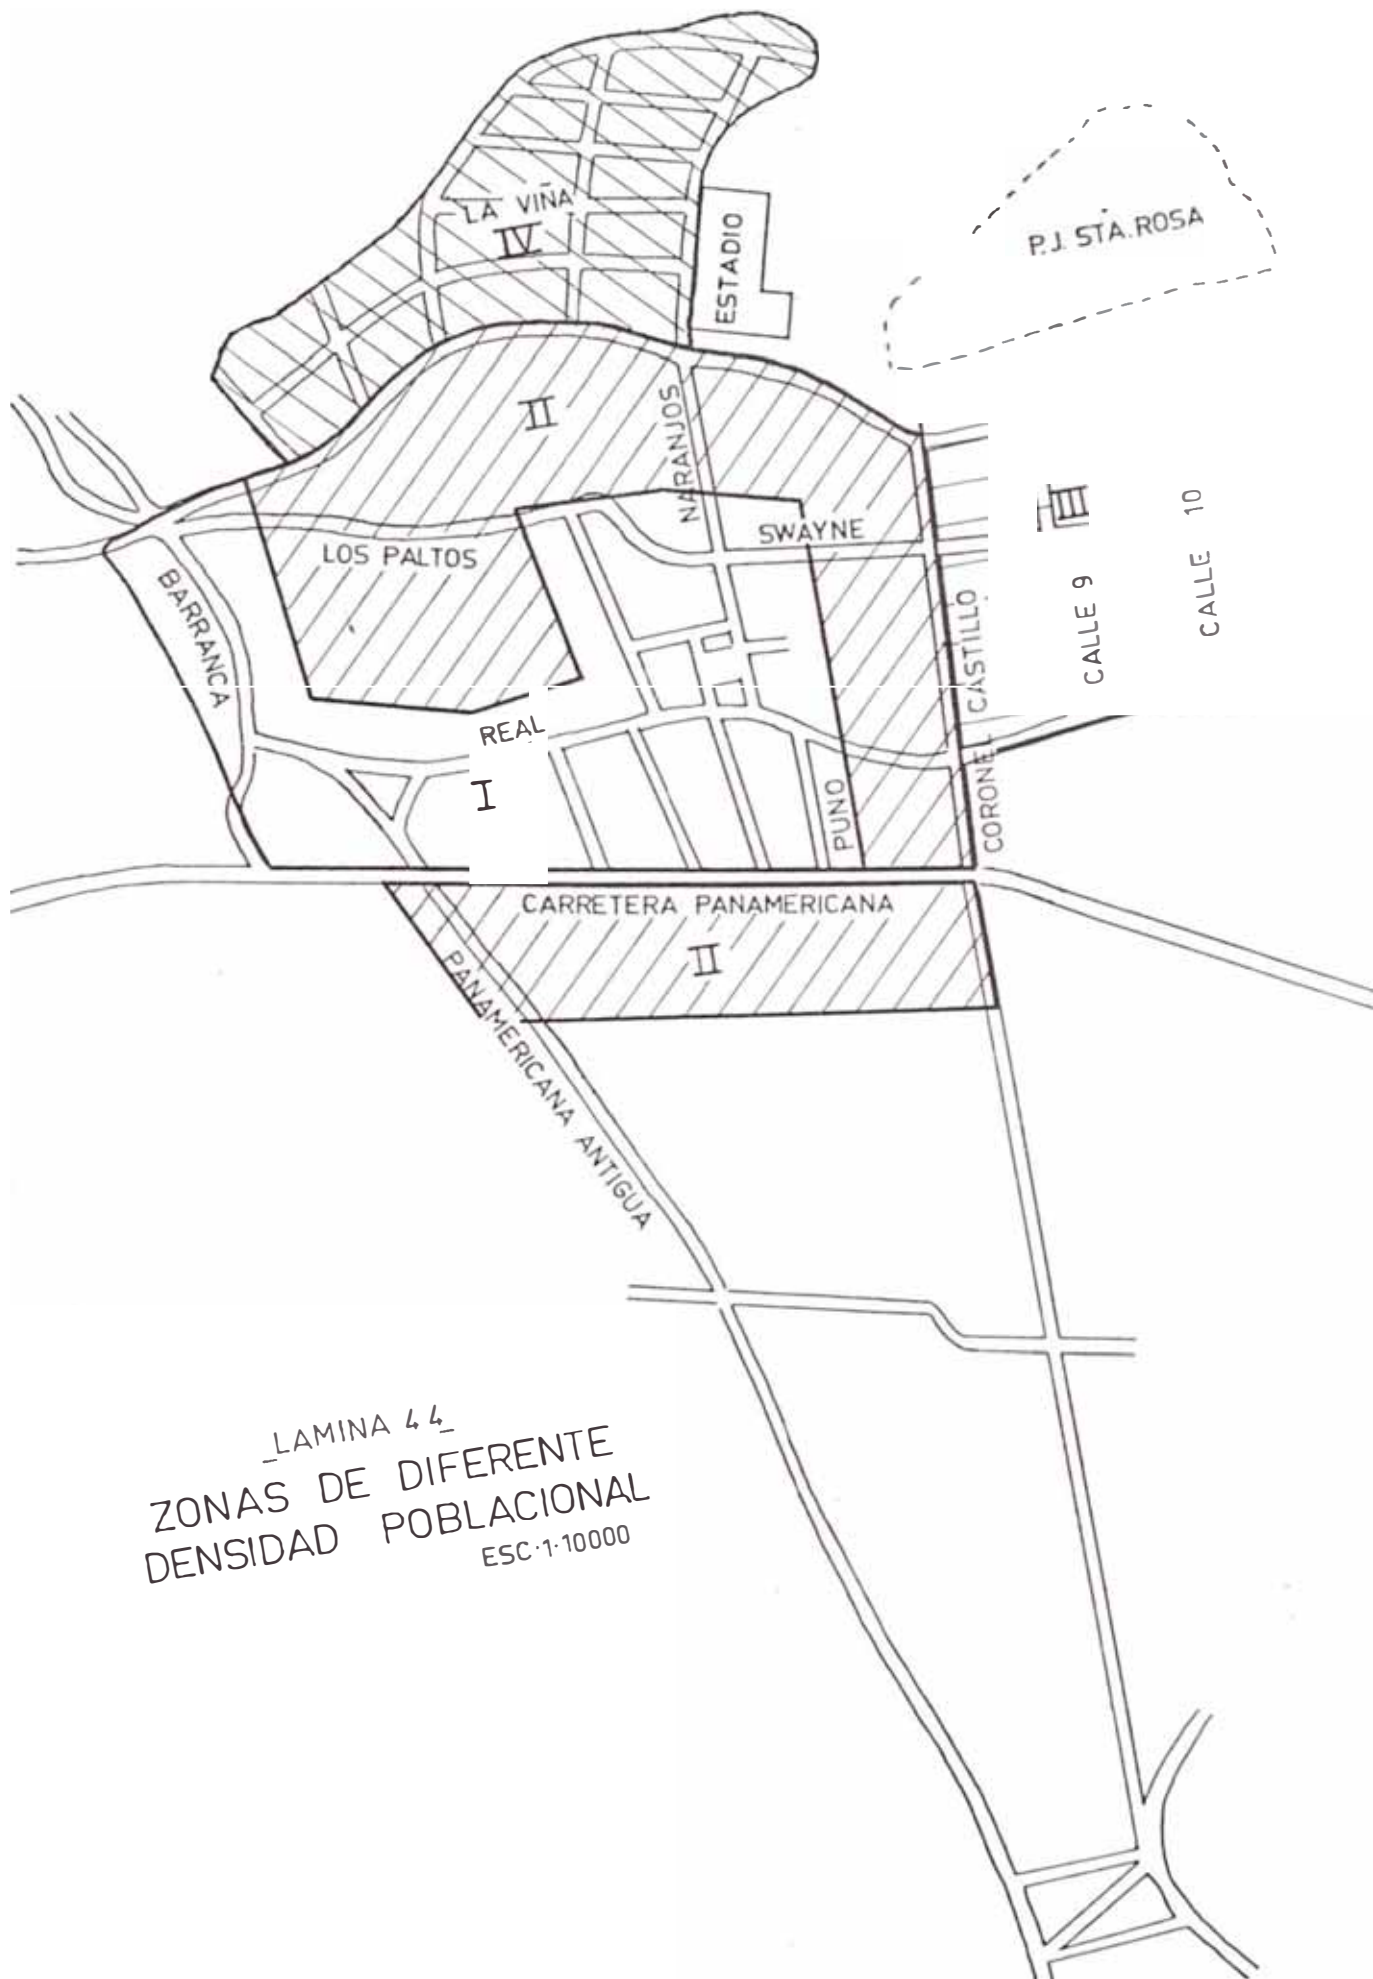 LA VIÑA
IV
ESTADIO
P.J. STA. ROSA
II
NARANJOS
SWAYNE
LOS PALTOS
BARRANCA
III
CALLE 9
CALLE 10
CORONEL CASTILLO
REAL
I
PUNO
CARRETERA PANAMERICANA
II
PANAMERICANA ANTIGUA
LAMINA 44
ZONAS DE DIFERENTE
DENSIDAD POBLACIONAL
ESC·1·10000